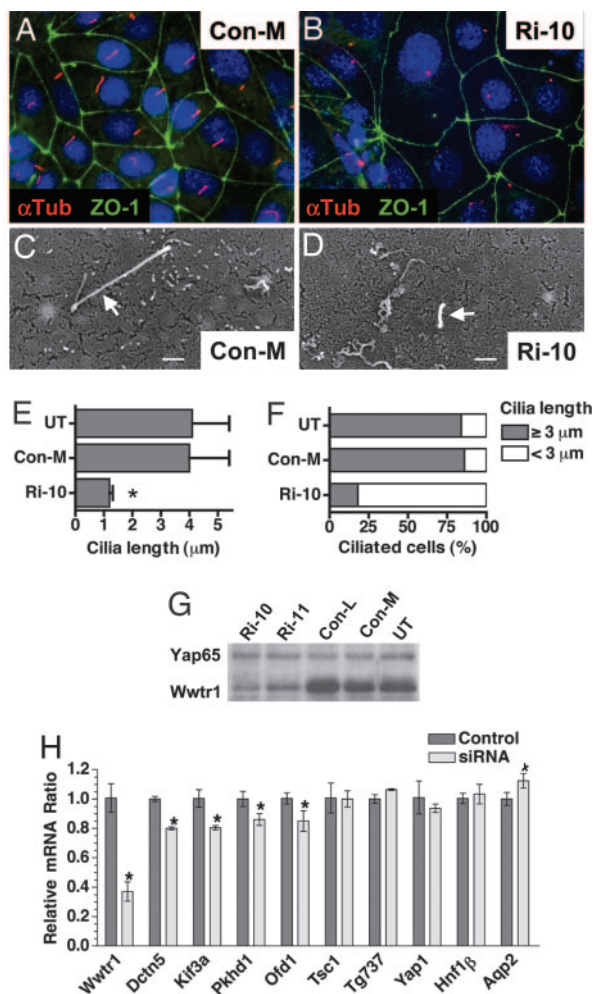 A Con-M
αTub ZO-1
B Ri-10
αTub ZO-1
C Con-M
D Ri-10
E
UT
Con-M
Ri-10
*
0 1 2 3 4 5
Cilia length (μm)
F
UT
Con-M
Ri-10
0 25 50 75 100
Ciliated cells (%)
Cilia length
≥ 3 μm
< 3 μm
G
Ri-10 Ri-11 Con-L Con-M UT
Yap65
Wwtr1
H
Control
siRNA
Relative mRNA Ratio
1.2
1.0
0.8
0.6
0.4
0.2
0.0
* * * * * *
Wwtr1 Dctn5 Kif3a Pkhd1 Ofd1 Tsc1 Tg737 Yap1 Hnf1β Aqp2